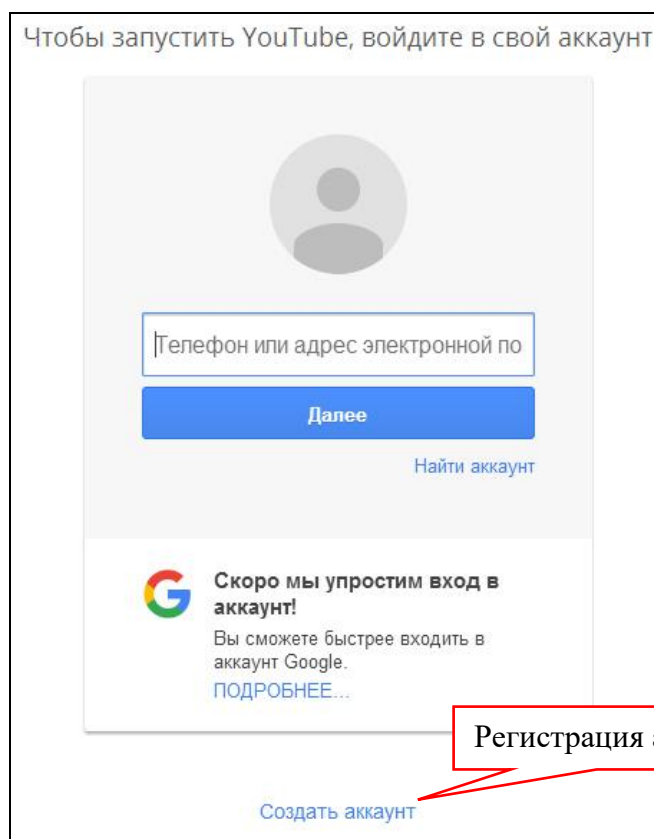 Чтобы запустить YouTube, войдите в свой аккаунт
Телефон или адрес электронной по
Далее
Найти аккаунт
Скоро мы упростим вход в
аккаунт!
Вы сможете быстрее входить в
аккаунт Google.
ПОДРОБНЕЕ...
Регистрация
Создать аккаунт